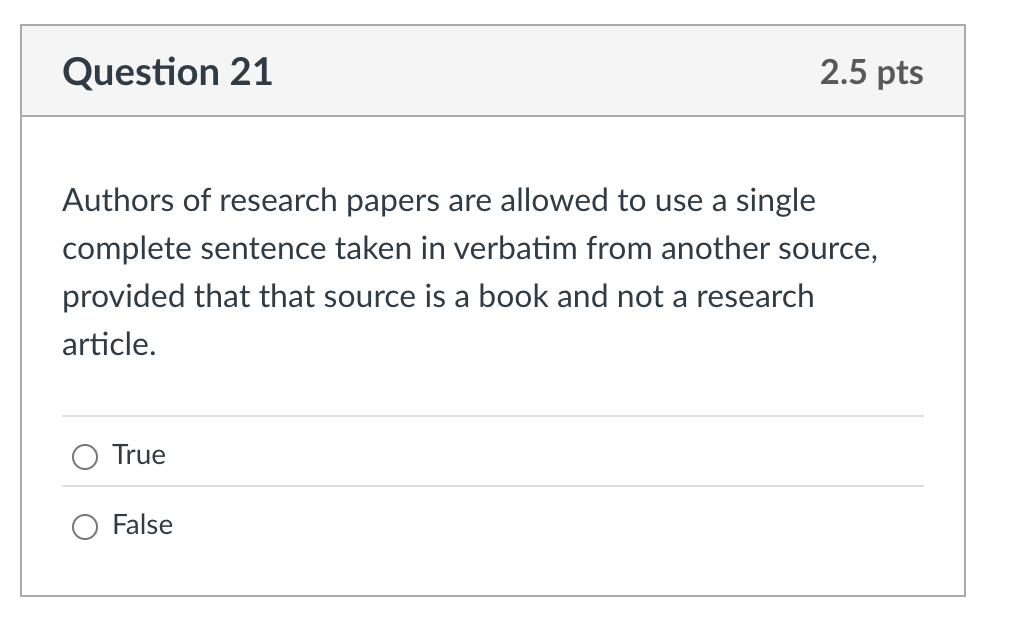 Question 21
2.5 pts
Authors of research papers are allowed to use a single
complete sentence taken in verbatim from another source,
provided that that source is a book and not a research
article.
True
False